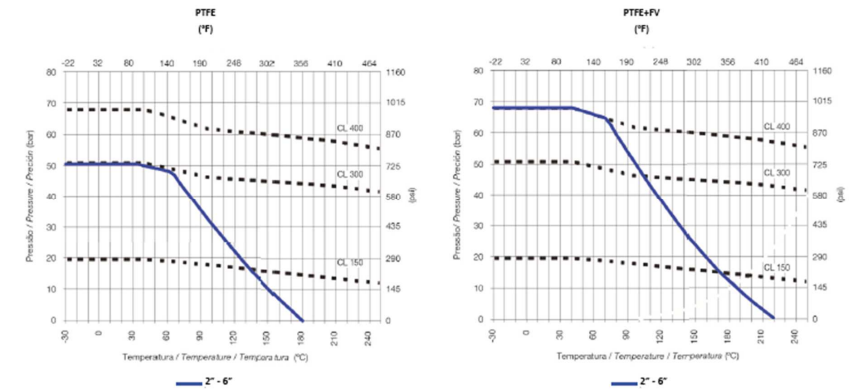 PTFE
(°F)
-22 32 80 140 190 248 302 356 410 464
80 1160
70 1015
60 870
50 725
40 580
30 435
20 290
10 145
0 0
CL 400
CL 300
CL 150
Pressão / Pressure / Preción (bar)
(psi)
-30 0 30 60 90 120 150 180 210 240
Temperatura / Temperature / Temporatura (°C)
2" - 6"
PTFE+FV
(°F)
-22 32 80 140 190 248 302 356 410 464
80 1160
70 1015
60 870
50 725
40 580
30 435
20 290
10 145
0 0
CL 400
CL 300
CL 150
Pressão/ Pressure / Preción (bar)
(psi)
-30 0 30 60 90 120 150 180 210 240
Temperatura / Temperature / Temperatura (°C)
2" - 6"